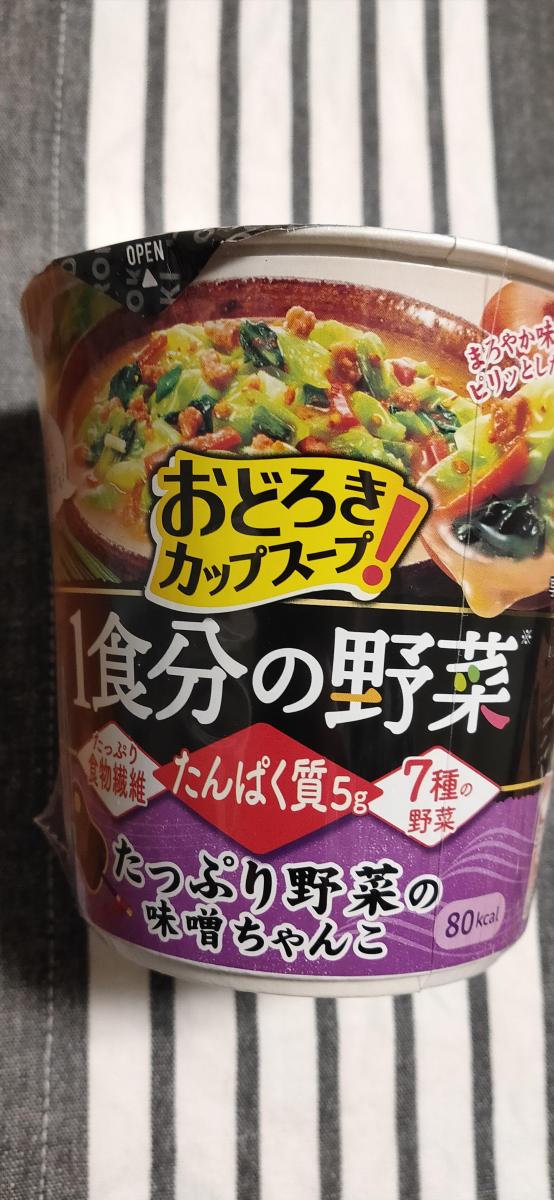 OPEN
まろやか味
ピリッとした
おどろき
カップスープ!
1食分の野菜※
たっぷり
食物繊維
たんぱく質5g
7種の
野菜
たっぷり野菜の
味噌ちゃんこ
80kcal